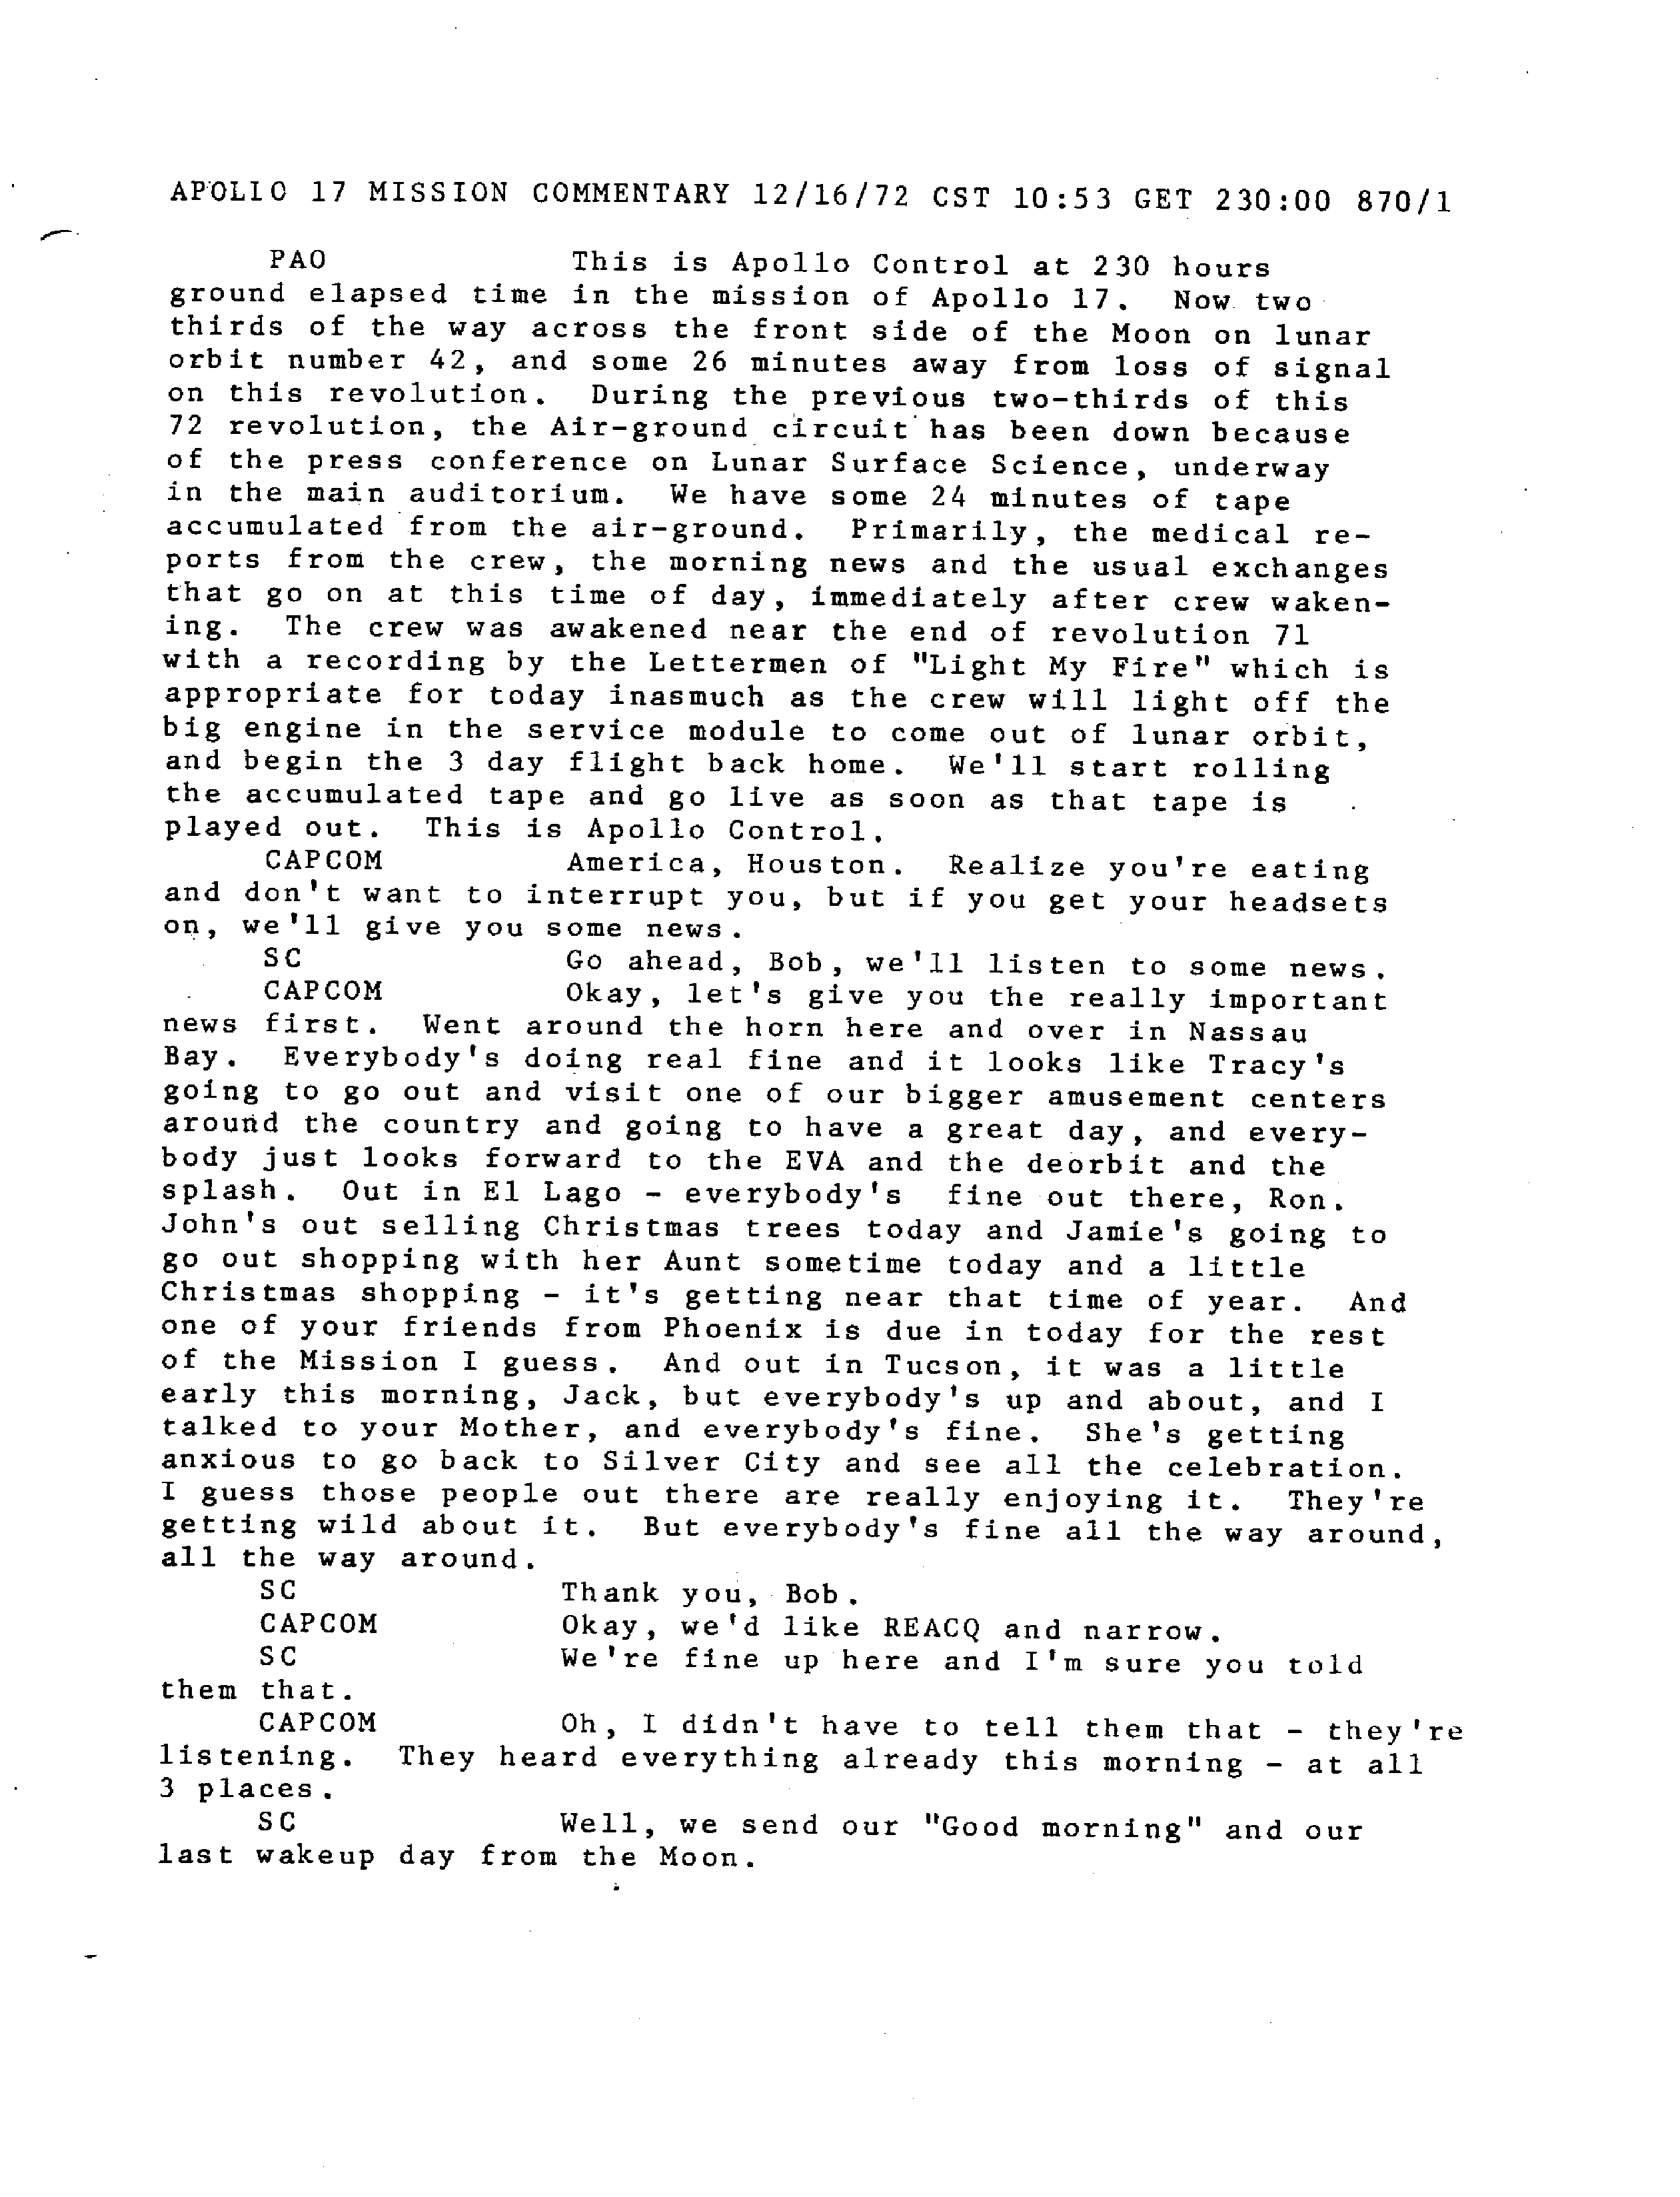 APOLLO 17 MISSION COMMENTARY 12/16/72 CST 10:53 GET 230:00 870/1
PAO This is Apollo Control at 230 hours
ground elapsed time in the mission of Apollo 17. Now two
thirds of the way across the front side of the Moon on lunar
orbit number 42, and some 26 minutes away from loss of signal
on this revolution. During the previous two-thirds of this
72 revolution, the Air-ground circuit has been down because
of the press conference on Lunar Surface Science, underway
in the main auditorium. We have some 24 minutes of tape
accumulated from the air-ground. Primarily, the medical re-
ports from the crew, the morning news and the usual exchanges
that go on at this time of day, immediately after crew waken-
ing. The crew was awakened near the end of revolution 71
with a recording by the Lettermen of "Light My Fire" which is
appropriate for today inasmuch as the crew will light off the
big engine in the service module to come out of lunar orbit,
and begin the 3 day flight back home. We'll start rolling
the accumulated tape and go live as soon as that tape is
played out. This is Apollo Control.
CAPCOM America, Houston. Realize you're eating
and don't want to interrupt you, but if you get your headsets
on, we'll give you some news.
SC Go ahead, Bob, we'll listen to some news.
CAPCOM Okay, let's give you the really important
news first. Went around the horn here and over in Nassau
Bay. Everybody's doing real fine and it looks like Tracy's
going to go out and visit one of our bigger amusement centers
around the country and going to have a great day, and every-
body just looks forward to the EVA and the deorbit and the
splash. Out in El Lago - everybody's fine out there, Ron.
John's out selling Christmas trees today and Jamie's going to
go out shopping with her Aunt sometime today and a little
Christmas shopping - it's getting near that time of year. And
one of your friends from Phoenix is due in today for the rest
of the Mission I guess. And out in Tucson, it was a little
early this morning, Jack, but everybody's up and about, and I
talked to your Mother, and everybody's fine. She's getting
anxious to go back to Silver City and see all the celebration.
I guess those people out there are really enjoying it. They're
getting wild about it. But everybody's fine all the way around,
all the way around.
SC Thank you, Bob.
CAPCOM Okay, we'd like REACQ and narrow.
SC We're fine up here and I'm sure you told
them that.
CAPCOM Oh, I didn't have to tell them that - they're
listening. They heard everything already this morning - at all
3 places.
SC Well, we send our "Good morning" and our
last wakeup day from the Moon.